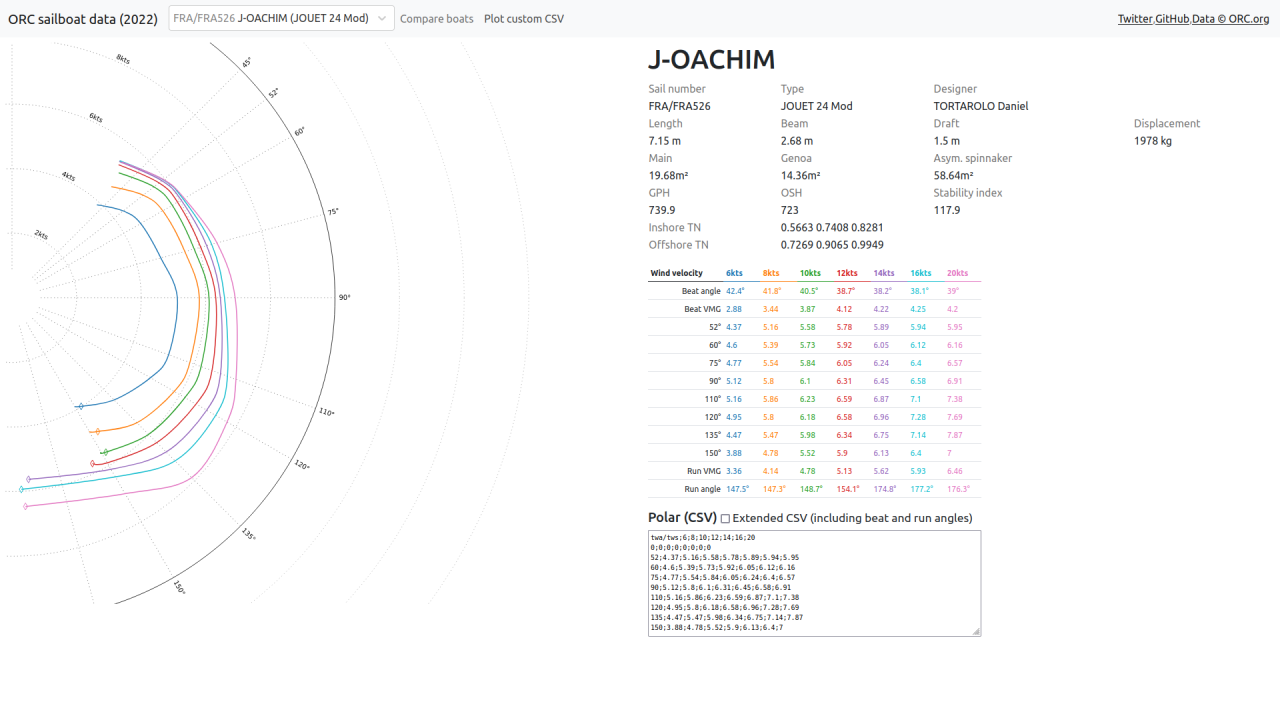 ORC sailboat data (2022) FRA/FRA526 J-OACHIM (JOUET 24 Mod) Compare boats Plot custom CSV Twitter,GitHub,Data © ORC.org
8kts
6kts
4kts
2kts
45°
52°
60°
75°
90°
110°
120°
135°
150°
J-OACHIM
Sail number Type Designer
FRA/FRA526 JOUET 24 Mod TORTAROLO Daniel
Length Beam Draft Displacement
7.15 m 2.68 m 1.5 m 1978 kg
Main Genoa Asym. spinnaker
19.68m² 14.36m² 58.64m²
GPH OSH Stability index
739.9 723 117.9
Inshore TN 0.5663 0.7408 0.8281
Offshore TN 0.7269 0.9065 0.9949
Wind velocity 6kts 8kts 10kts 12kts 14kts 16kts 20kts
Beat angle 42.4° 41.8° 40.5° 38.7° 38.2° 38.1° 39°
Beat VMG 2.88 3.44 3.87 4.12 4.22 4.25 4.2
52° 4.37 5.16 5.58 5.78 5.89 5.94 5.95
60° 4.6 5.39 5.73 5.92 6.05 6.12 6.16
75° 4.77 5.54 5.84 6.05 6.24 6.4 6.57
90° 5.12 5.8 6.1 6.31 6.45 6.58 6.91
110° 5.16 5.86 6.23 6.59 6.87 7.1 7.38
120° 4.95 5.8 6.18 6.58 6.96 7.28 7.69
135° 4.47 5.47 5.98 6.34 6.75 7.14 7.87
150° 3.88 4.78 5.52 5.9 6.13 6.4 7
Run VMG 3.36 4.14 4.78 5.13 5.62 5.93 6.46
Run angle 147.5° 147.3° 148.7° 154.1° 174.8° 177.2° 176.3°
Polar (CSV) Extended CSV (including beat and run angles)
twa/tws;6;8;10;12;14;16;20
0;0;0;0;0;0;0;0
52;4.37;5.16;5.58;5.78;5.89;5.94;5.95
60;4.6;5.39;5.73;5.92;6.05;6.12;6.16
75;4.77;5.54;5.84;6.05;6.24;6.4;6.57
90;5.12;5.8;6.1;6.31;6.45;6.58;6.91
110;5.16;5.86;6.23;6.59;6.87;7.1;7.38
120;4.95;5.8;6.18;6.58;6.96;7.28;7.69
135;4.47;5.47;5.98;6.34;6.75;7.14;7.87
150;3.88;4.78;5.52;5.9;6.13;6.4;7